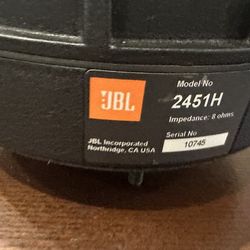 Model No
JBL
2451H
Impedance: 8 ohms
JBL Incorporated
Northridge, CA USA
Serial No
10745